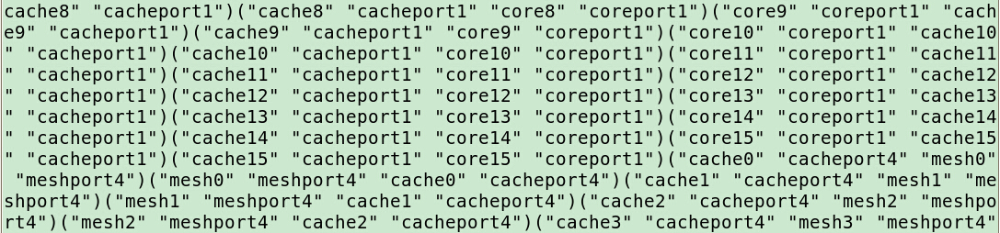 cache8" "cacheport1")("cache8" "cacheport1" "core8" "coreport1")("core9" "coreport1" "cach
e9" "cacheport1")("cache9" "cacheport1" "core9" "coreport1")("core10" "coreport1" "cache10
" "cacheport1")("cache10" "cacheport1" "core10" "coreport1")("core11" "coreport1" "cache11
" "cacheport1")("cache11" "cacheport1" "core11" "coreport1")("core12" "coreport1" "cache12
" "cacheport1")("cache12" "cacheport1" "core12" "coreport1")("core13" "coreport1" "cache13
" "cacheport1")("cache13" "cacheport1" "core13" "coreport1")("core14" "coreport1" "cache14
" "cacheport1")("cache14" "cacheport1" "core14" "coreport1")("core15" "coreport1" "cache15
" "cacheport1")("cache15" "cacheport1" "core15" "coreport1")("cache0" "cacheport4" "mesh0"
 "meshport4")("mesh0" "meshport4" "cache0" "cacheport4")("cache1" "cacheport4" "mesh1" "me
shport4")("mesh1" "meshport4" "cache1" "cacheport4")("cache2" "cacheport4" "mesh2" "meshpo
rt4")("mesh2" "meshport4" "cache2" "cacheport4")("cache3" "cacheport4" "mesh3" "meshport4"